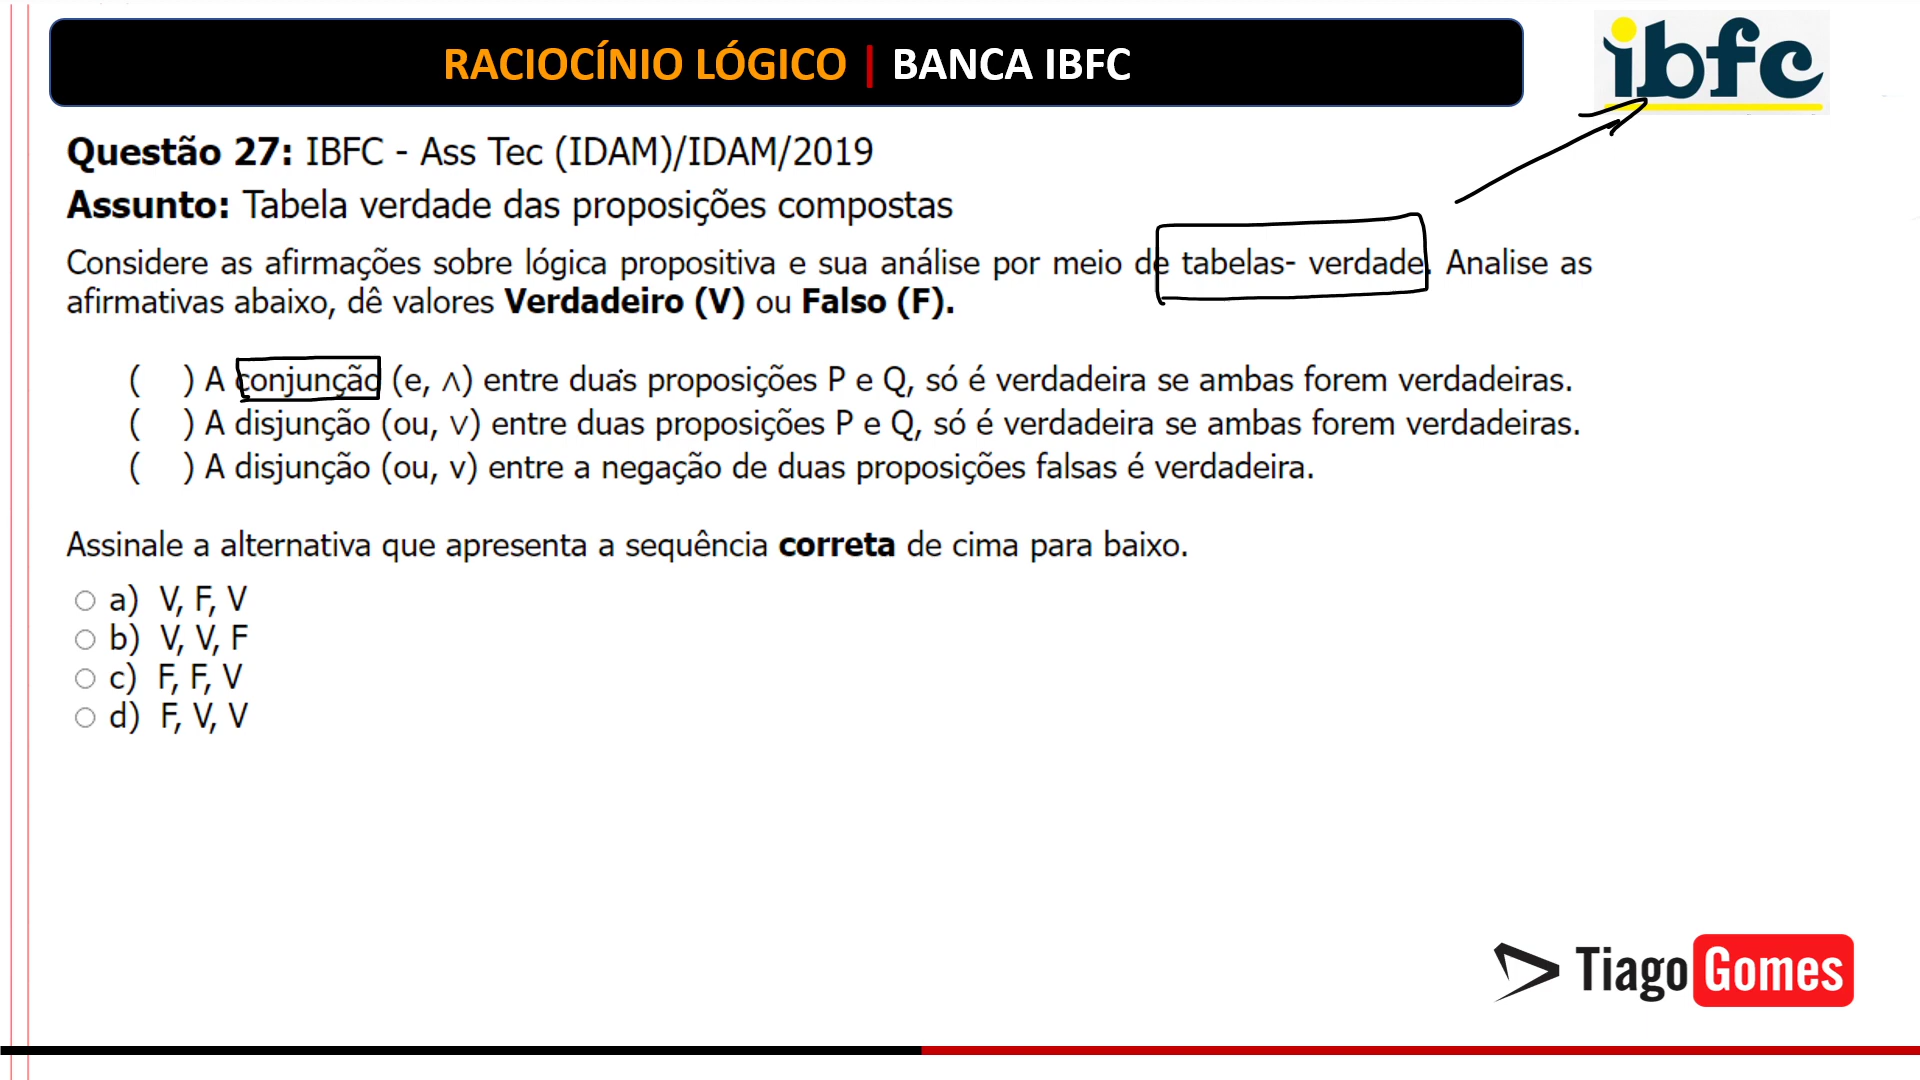 RACIOCÍNIO LÓGICO | BANCA IBFC
ibfc
Questão 27: IBFC - Ass Tec (IDAM)/IDAM/2019
Assunto: Tabela verdade das proposições compostas
Considere as afirmações sobre lógica propositiva e sua análise por meio de tabelas- verdade. Analise as
afirmativas abaixo, dê valores Verdadeiro (V) ou Falso (F).
( ) A conjunção (e, ∧) entre duas proposições P e Q, só é verdadeira se ambas forem verdadeiras.
( ) A disjunção (ou, ∨) entre duas proposições P e Q, só é verdadeira se ambas forem verdadeiras.
( ) A disjunção (ou, v) entre a negação de duas proposições falsas é verdadeira.
Assinale a alternativa que apresenta a sequência correta de cima para baixo.
a) V, F, V
b) V, V, F
c) F, F, V
d) F, V, V
Tiago Gomes